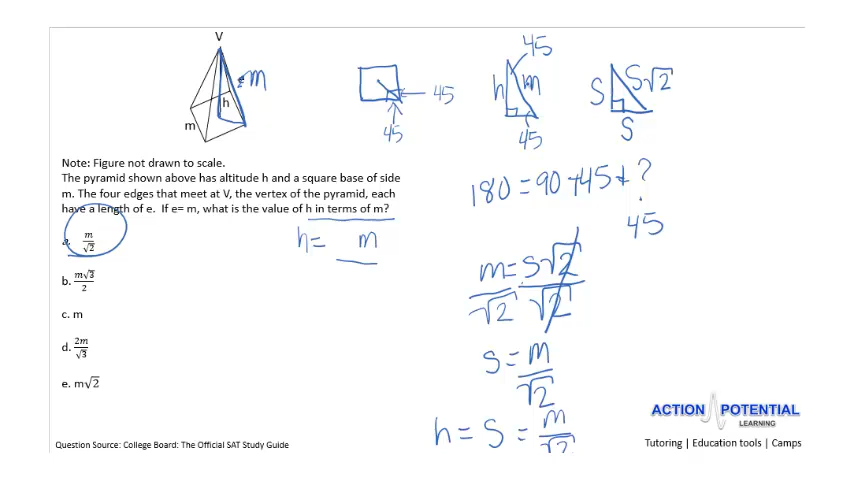 V
m
h
m
Note: Figure not drawn to scale.
The pyramid shown above has altitude h and a square base of side
m. The four edges that meet at V, the vertex of the pyramid, each
have a length of e. If e= m, what is the value of h in terms of m?
a. m/√2
b. m√3/2
c. m
d. 2m/√3
e. m√2
h = m
45
45
45
h
m
45
S
S√2
S
180 = 90 + 45 + ?
45
m = S√2
√2 √2
S = m/√2
h = S = m/√2
ACTION POTENTIAL
LEARNING
Tutoring | Education tools | Camps
Question Source: College Board: The Official SAT Study Guide